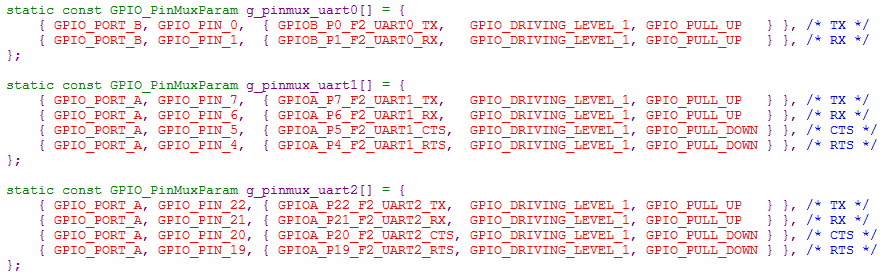 static const GPIO_PinMuxParam g_pinmux_uart0[] = {
    { GPIO_PORT_B, GPIO_PIN_0,  { GPIOB_P0_F2_UART0_TX,   GPIO_DRIVING_LEVEL_1, GPIO_PULL_UP   } }, /* TX */
    { GPIO_PORT_B, GPIO_PIN_1,  { GPIOB_P1_F2_UART0_RX,   GPIO_DRIVING_LEVEL_1, GPIO_PULL_UP   } }, /* RX */
};

static const GPIO_PinMuxParam g_pinmux_uart1[] = {
    { GPIO_PORT_A, GPIO_PIN_7,  { GPIOA_P7_F2_UART1_TX,   GPIO_DRIVING_LEVEL_1, GPIO_PULL_UP   } }, /* TX */
    { GPIO_PORT_A, GPIO_PIN_6,  { GPIOA_P6_F2_UART1_RX,   GPIO_DRIVING_LEVEL_1, GPIO_PULL_UP   } }, /* RX */
    { GPIO_PORT_A, GPIO_PIN_5,  { GPIOA_P5_F2_UART1_CTS,  GPIO_DRIVING_LEVEL_1, GPIO_PULL_DOWN } }, /* CTS */
    { GPIO_PORT_A, GPIO_PIN_4,  { GPIOA_P4_F2_UART1_RTS,  GPIO_DRIVING_LEVEL_1, GPIO_PULL_DOWN } }, /* RTS */
};

static const GPIO_PinMuxParam g_pinmux_uart2[] = {
    { GPIO_PORT_A, GPIO_PIN_22, { GPIOA_P22_F2_UART2_TX,  GPIO_DRIVING_LEVEL_1, GPIO_PULL_UP   } }, /* TX */
    { GPIO_PORT_A, GPIO_PIN_21, { GPIOA_P21_F2_UART2_RX,  GPIO_DRIVING_LEVEL_1, GPIO_PULL_UP   } }, /* RX */
    { GPIO_PORT_A, GPIO_PIN_20, { GPIOA_P20_F2_UART2_CTS, GPIO_DRIVING_LEVEL_1, GPIO_PULL_DOWN } }, /* CTS */
    { GPIO_PORT_A, GPIO_PIN_19, { GPIOA_P19_F2_UART2_RTS, GPIO_DRIVING_LEVEL_1, GPIO_PULL_DOWN } }, /* RTS */
};